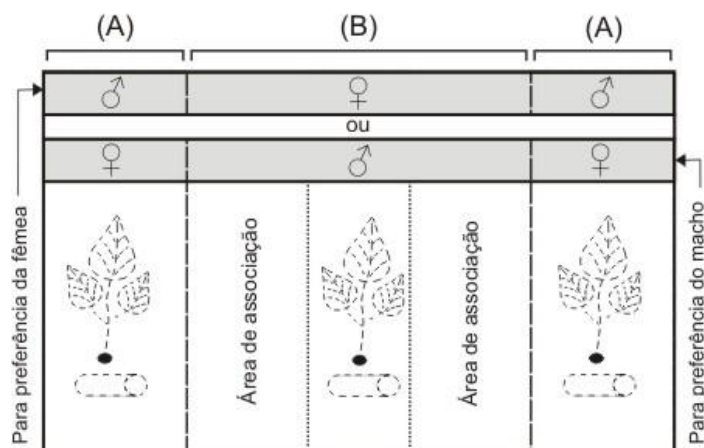 (A) (B) (A)
♂ ♀ ♂
ou
♀ ♂ ♀
Para preferência da fêmea
Área de associação
Área de associação
Para preferência do macho